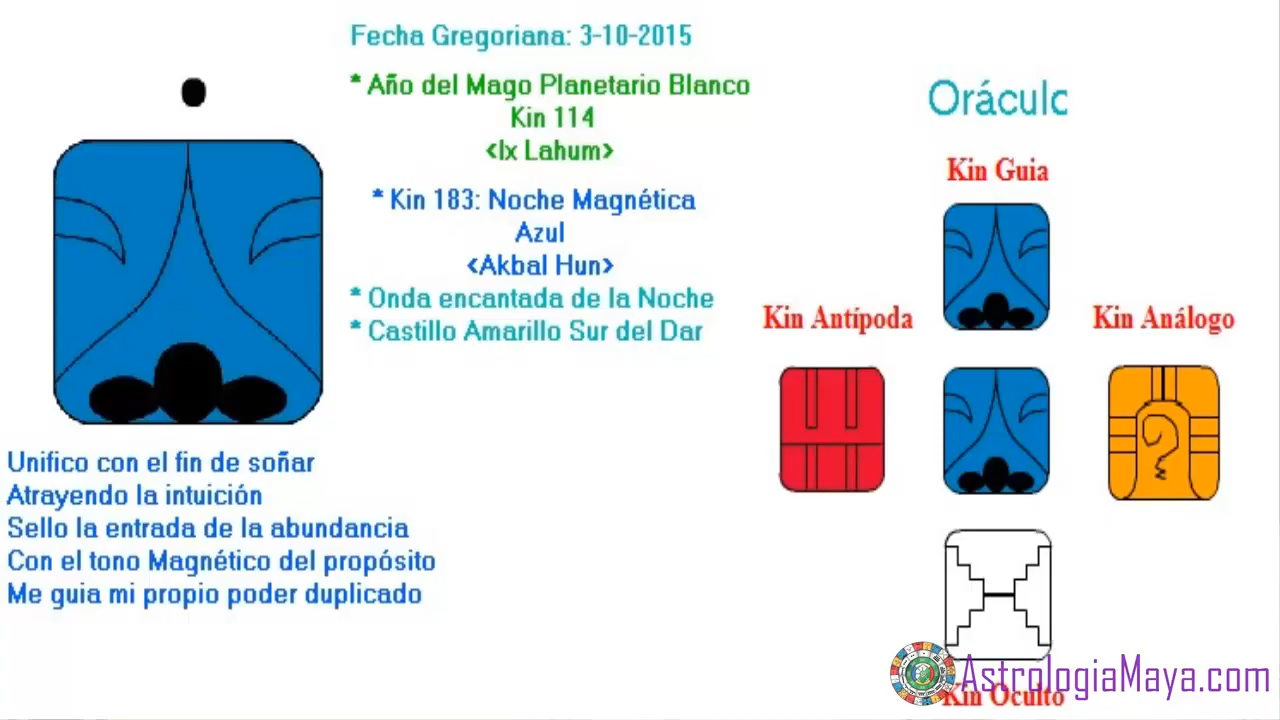 Fecha Gregoriana: 3-10-2015
* Año del Mago Planetario Blanco
Kin 114
<Ix Lahum>
* Kin 183: Noche Magnética
Azul
<Akbal Hun>
* Onda encantada de la Noche
* Castillo Amarillo Sur del Dar
Unifico con el fin de soñar
Atrayendo la intuición
Sello la entrada de la abundancia
Con el tono Magnético del propósito
Me guia mi propio poder duplicado
Oráculo
Kin Guia
Kin Antípoda
Kin Análogo
AstrologiaMaya.com
Kin Oculto